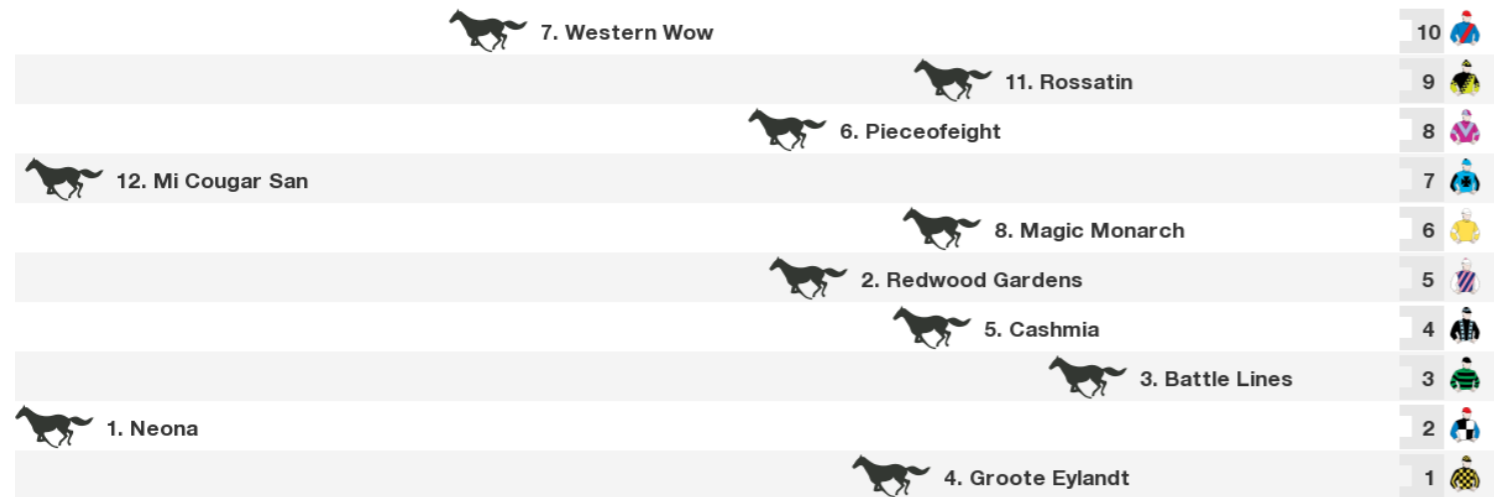 7. Western Wow 10
11. Rossatin 9
6. Pieceofeight 8
12. Mi Cougar San 7
8. Magic Monarch 6
2. Redwood Gardens 5
5. Cashmia 4
3. Battle Lines 3
1. Neona 2
4. Groote Eylandt 1